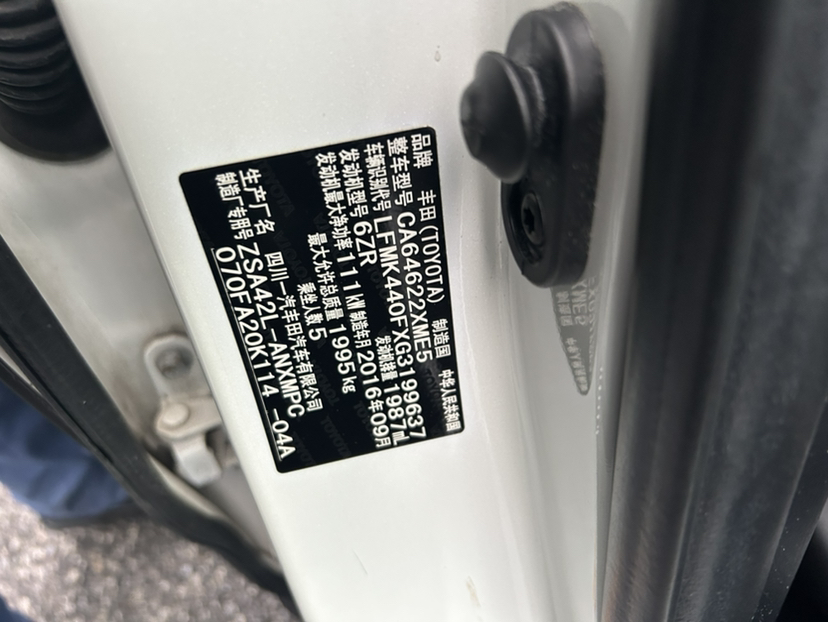 品牌 丰田(TOYOTA) 制造国 中华人民共和国
整车型号 CA64622XME5
车辆识别代号 LFMK440FXG3199637
发动机型号 6ZR 发动机排量 1987mL
发动机最大净功率 111kW 制造年月 2016年09月
最大允许总质量 1995kg
乘坐人数 5
生产厂名 四川一汽丰田汽车有限公司
制造厂专用号 ZSA42L-ANXMPC
070FA20K114 -04A